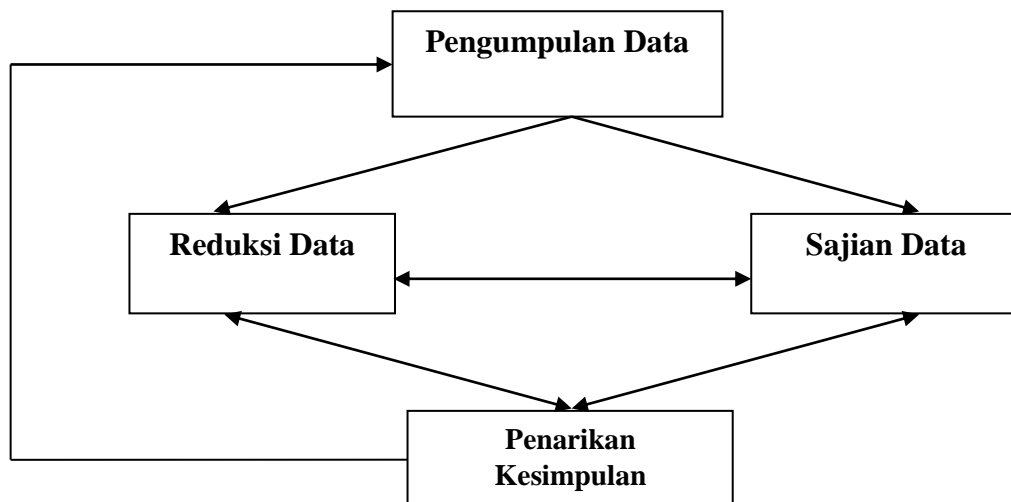 Pengumpulan Data
Reduksi Data
Sajian Data
Penarikan
Kesimpulan